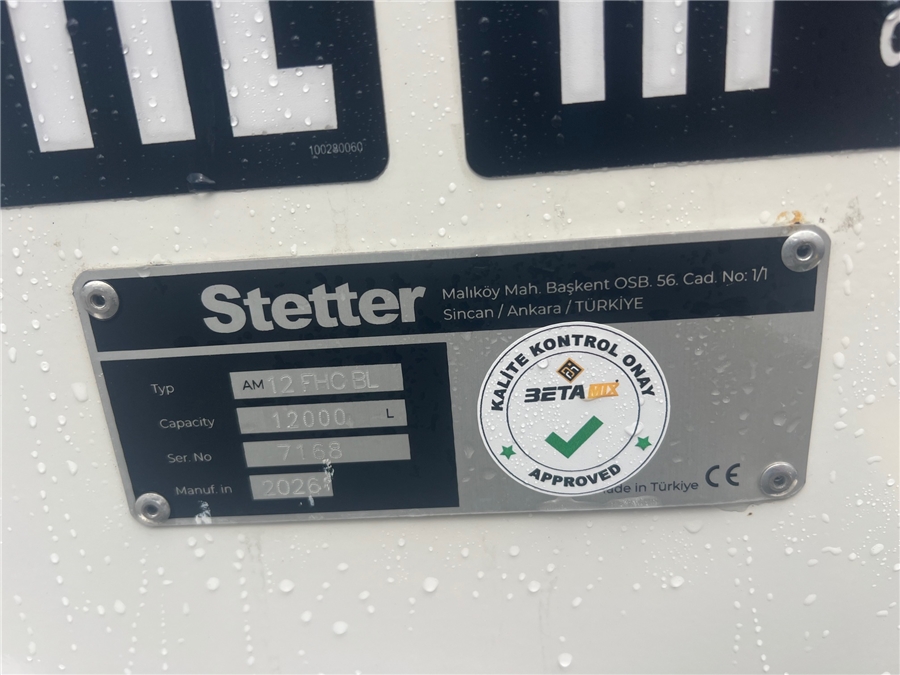 100280060
Stetter
Malıköy Mah. Başkent OSB. 56. Cad. No: 1/1
Sincan / Ankara / TÜRKİYE
Typ AM 12 FHC BL
Capacity 12000 L
Ser. No 7168
Manuf. in 2026
KALİTE KONTROL ONAY
BETAMIX
APPROVED
Made in Türkiye CE